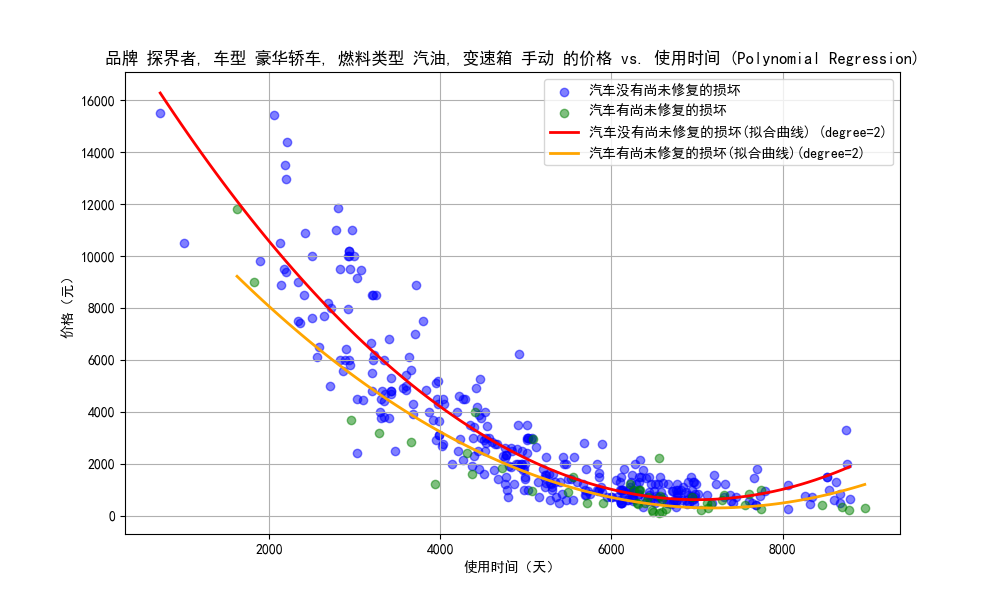 品牌 探界者, 车型 豪华轿车, 燃料类型 汽油, 变速箱 手动 的价格 vs. 使用时间 (Polynomial Regression)
汽车没有尚未修复的损坏
汽车有尚未修复的损坏
汽车没有尚未修复的损坏(拟合曲线) (degree=2)
汽车有尚未修复的损坏(拟合曲线)(degree=2)
价格（元）
16000
14000
12000
10000
8000
6000
4000
2000
0
2000 4000 6000 8000
使用时间（天）